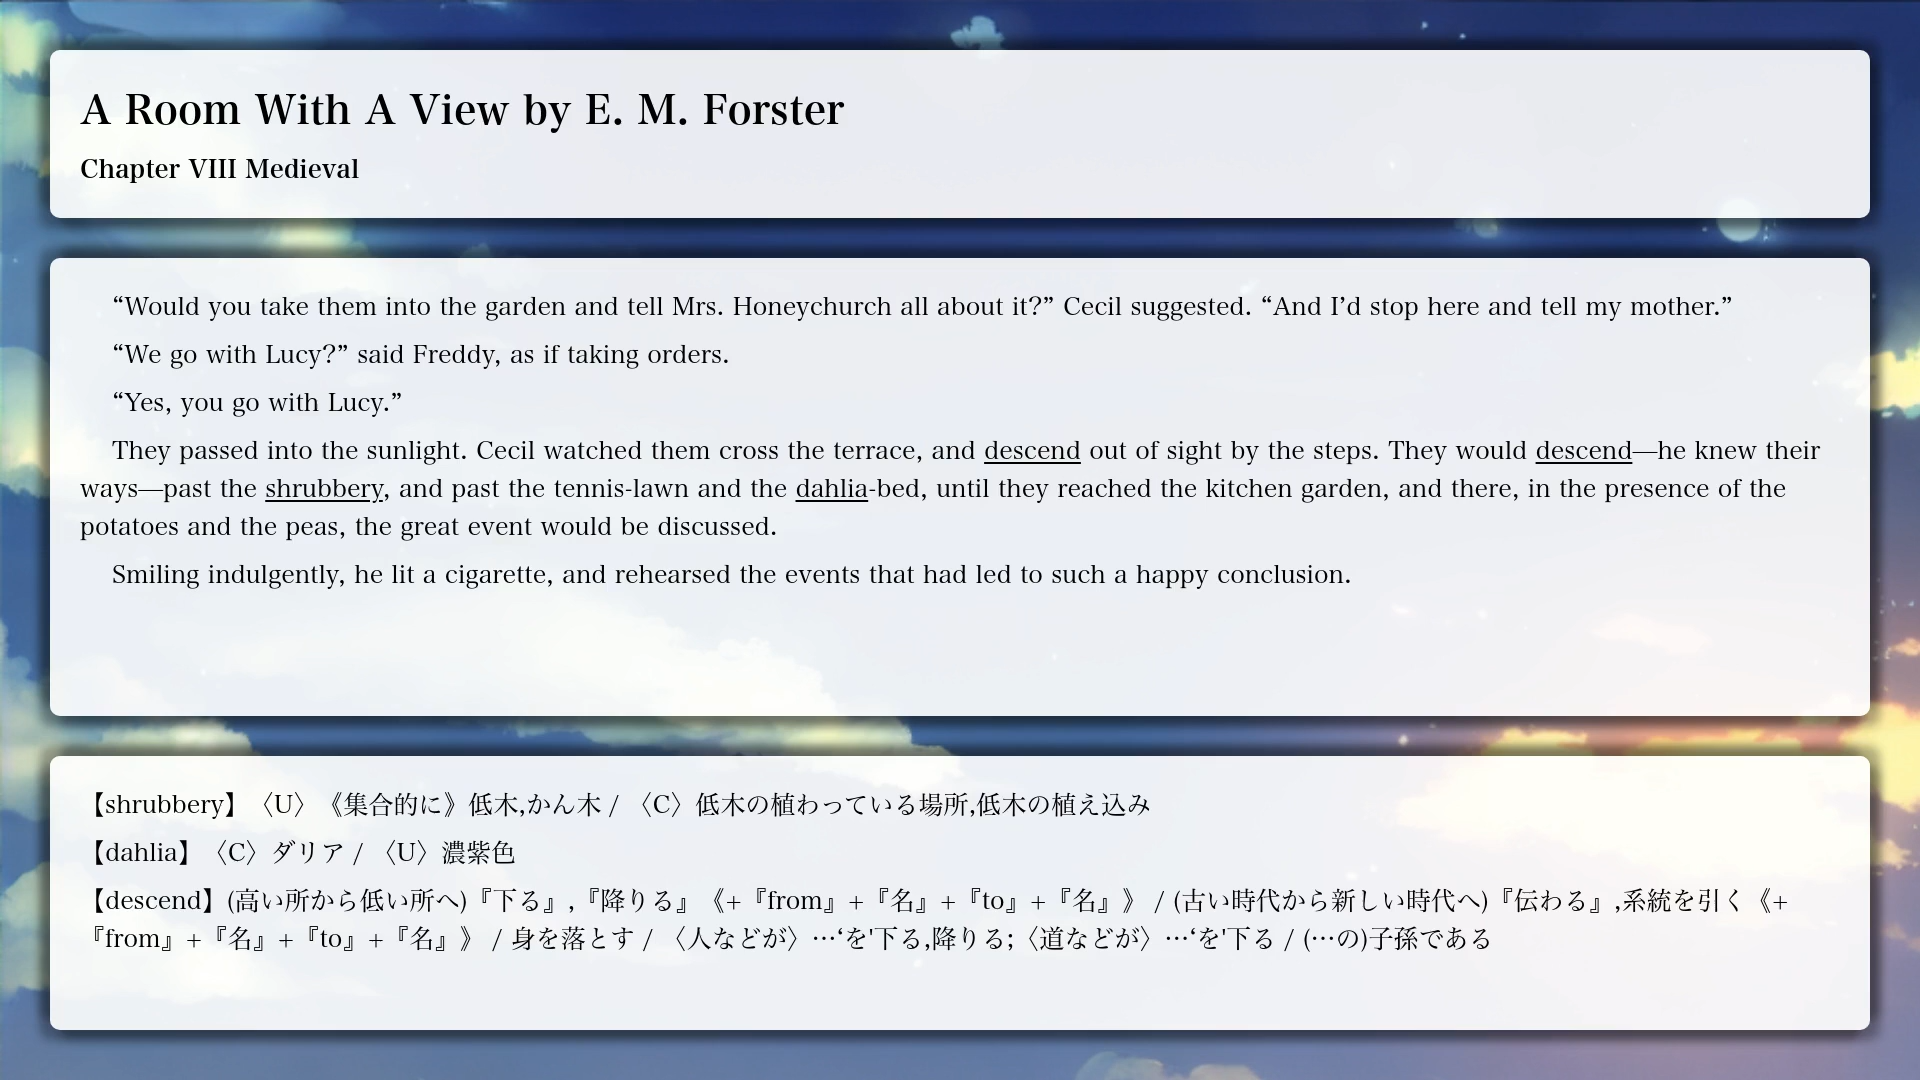 A Room With A View by E. M. Forster
Chapter VIII Medieval
“Would you take them into the garden and tell Mrs. Honeychurch all about it?” Cecil suggested. “And I’d stop here and tell my mother.”
“We go with Lucy?” said Freddy, as if taking orders.
“Yes, you go with Lucy.”
They passed into the sunlight. Cecil watched them cross the terrace, and descend out of sight by the steps. They would descend—he knew their
ways—past the shrubbery, and past the tennis-lawn and the dahlia-bed, until they reached the kitchen garden, and there, in the presence of the
potatoes and the peas, the great event would be discussed.
Smiling indulgently, he lit a cigarette, and rehearsed the events that had led to such a happy conclusion.
【shrubbery】〈U〉《集合的に》低木,かん木 / 〈C〉低木の植わっている場所,低木の植え込み
【dahlia】〈C〉ダリア / 〈U〉濃紫色
【descend】(高い所から低い所へ)『下る』,『降りる』《+『from』+『名』+『to』+『名』》 / (古い時代から新しい時代へ)『伝わる』,系統を引く《+
『from』+『名』+『to』+『名』》 / 身を落とす / 〈人などが〉…‘を'下る,降りる;〈道などが〉…‘を'下る / (…の)子孫である